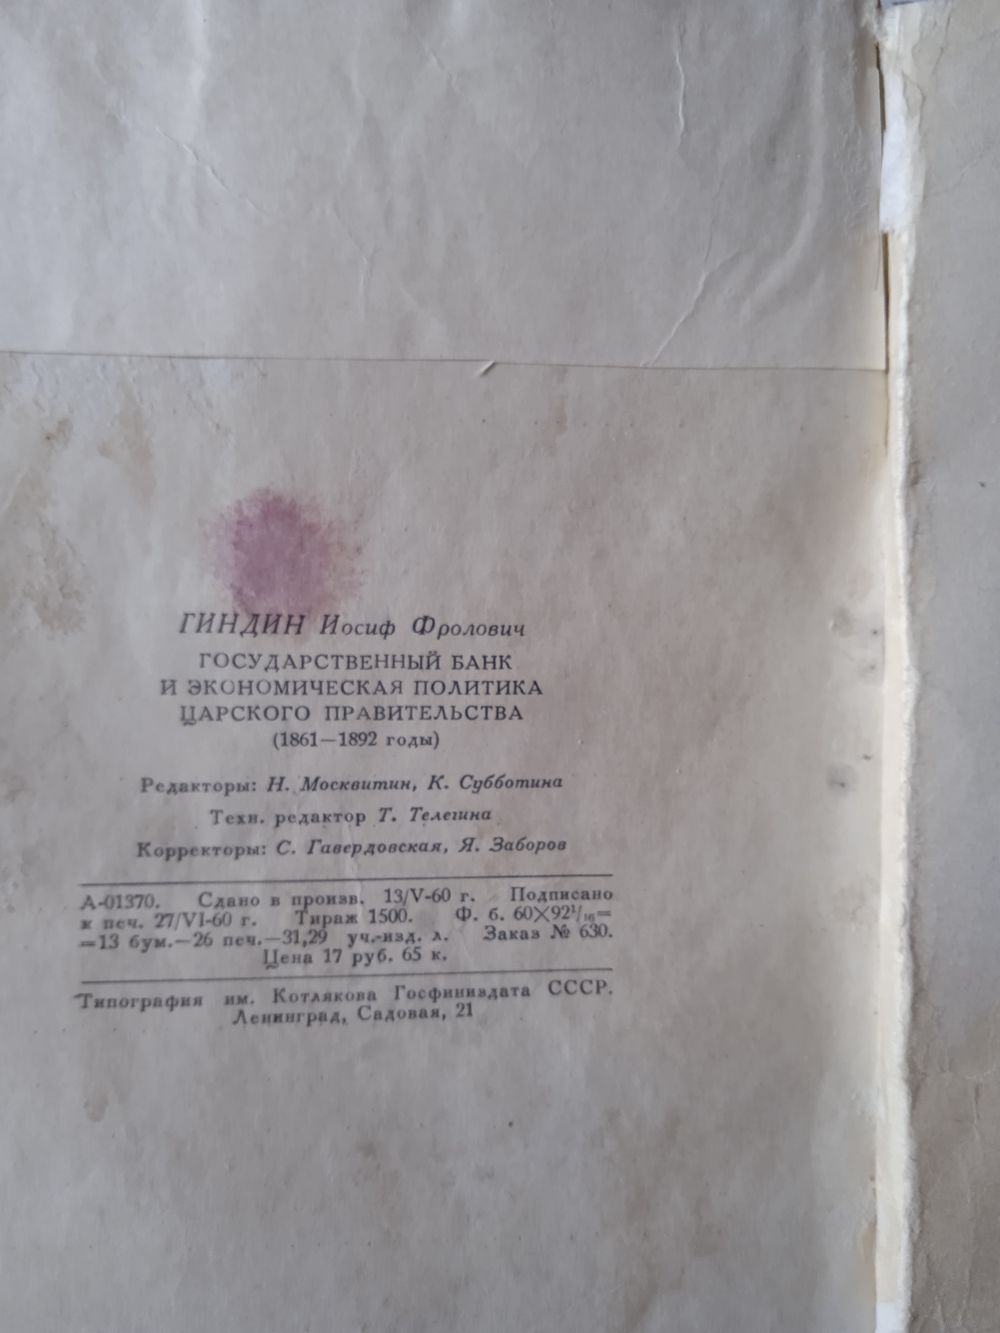 ГИНДИН Иосиф Фролович
ГОСУДАРСТВЕННЫЙ БАНК
И ЭКОНОМИЧЕСКАЯ ПОЛИТИКА
ЦАРСКОГО ПРАВИТЕЛЬСТВА
(1861—1892 годы)
Редакторы: Н. Москвитин, К. Субботина
Техн. редактор Т. Телегина
Корректоры: С. Гавердовская, Я. Заборов
А-01370. Сдано в произв. 13/V-60 г. Подписано
к печ. 27/VI-60 г. Тираж 1500. Ф. б. 60×92¹/₁₆=
=13 бум.—26 печ.—31,29 уч.-изд. л. Заказ № 630.
Цена 17 руб. 65 к.
Типография им. Котлякова Госфиниздата СССР.
Ленинград, Садовая, 21